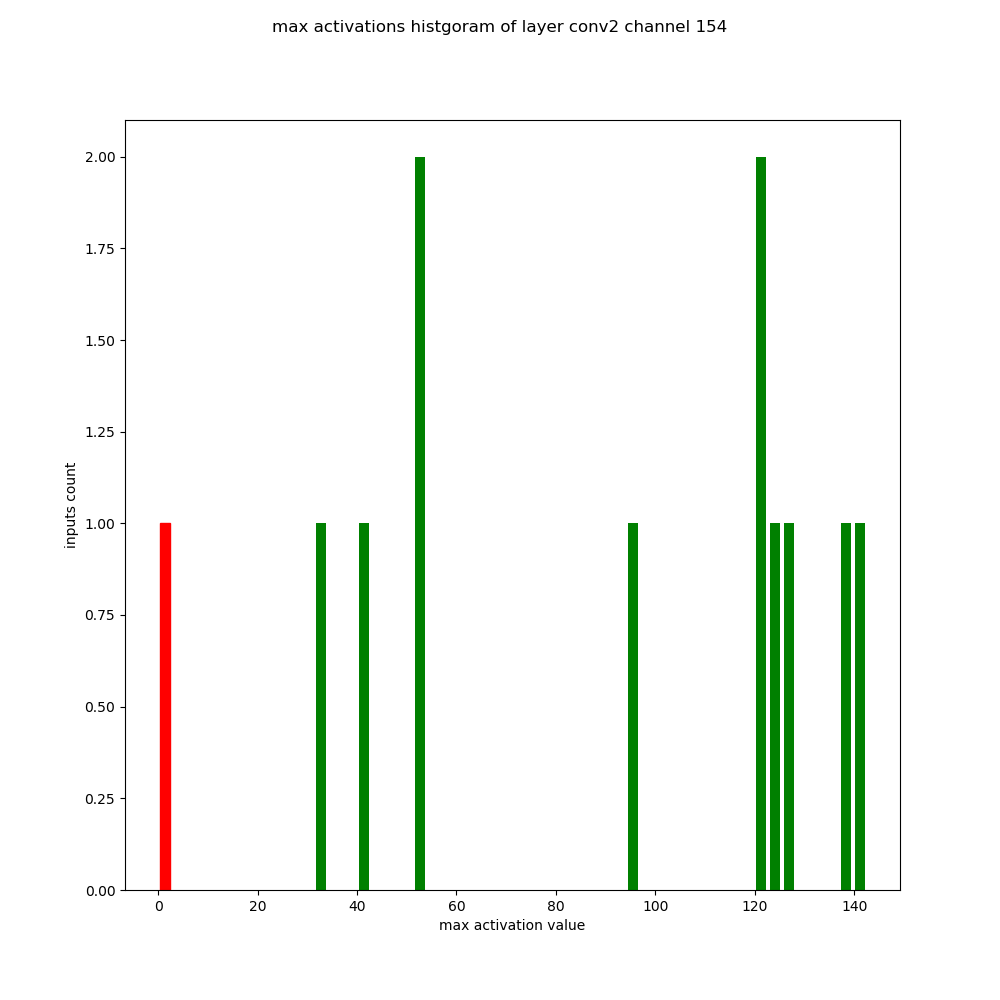 max activations histgoram of layer conv2 channel 154
2.00
1.75
1.50
1.25
1.00
0.75
0.50
0.25
0.00
inputs count
0 20 40 60 80 100 120 140
max activation value